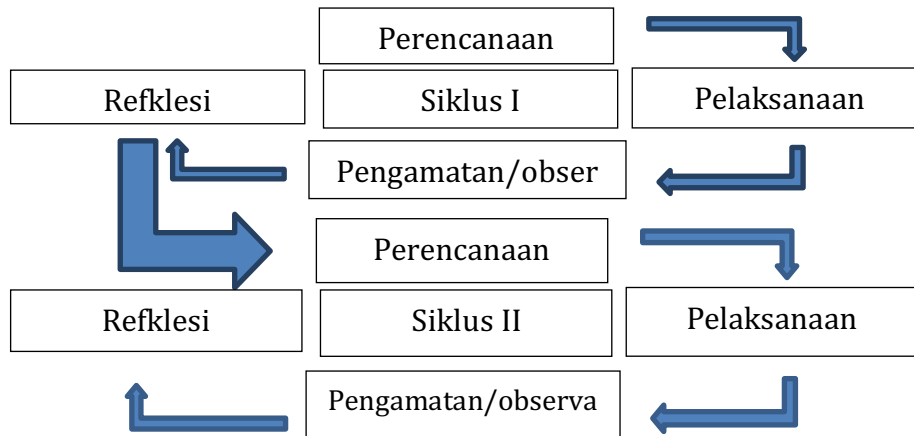 Perencanaan
Refklesi
Siklus I
Pelaksanaan
Pengamatan/obser
Perencanaan
Refklesi
Siklus II
Pelaksanaan
Pengamatan/observa